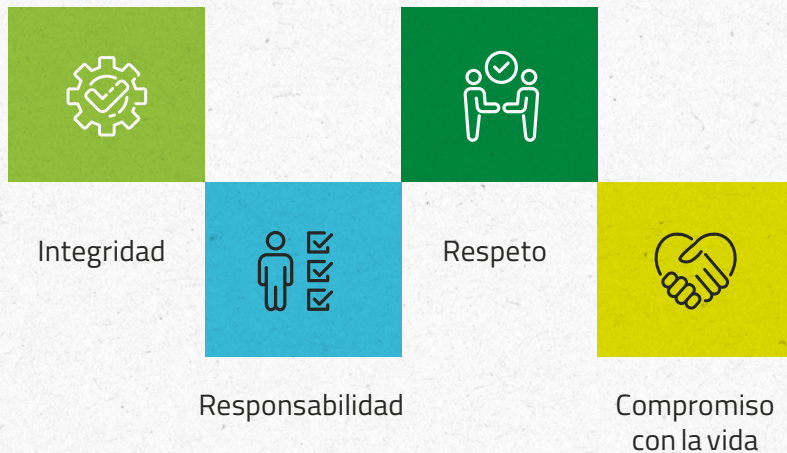 Integridad
Respeto
Responsabilidad
Compromiso
con la vida